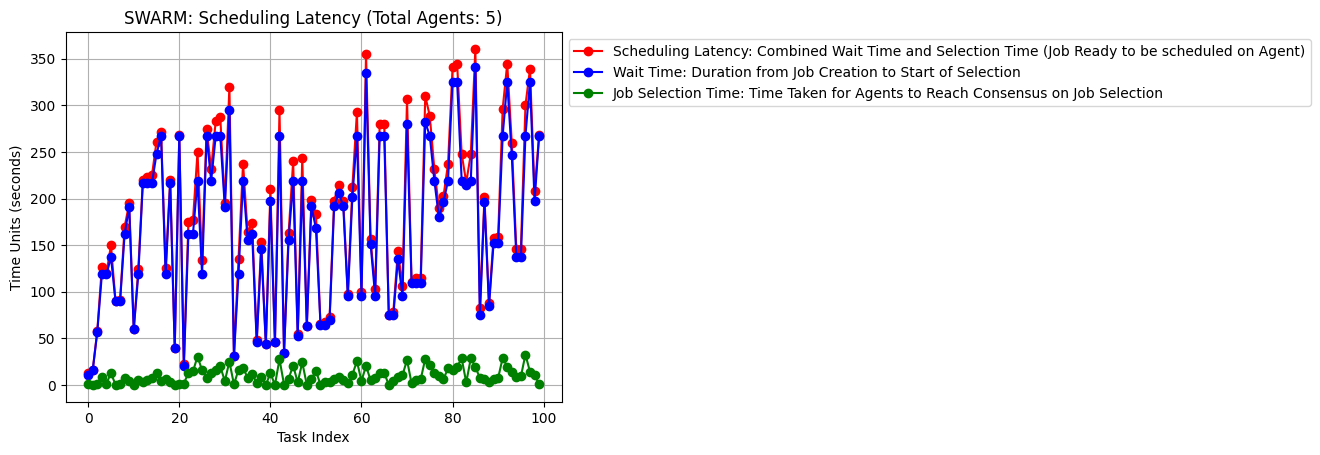 SWARM: Scheduling Latency (Total Agents: 5)
Scheduling Latency: Combined Wait Time and Selection Time (Job Ready to be scheduled on Agent)
Wait Time: Duration from Job Creation to Start of Selection
Job Selection Time: Time Taken for Agents to Reach Consensus on Job Selection
Time Units (seconds)
350
300
250
200
150
100
50
0
0
20
40
60
80
100
Task Index